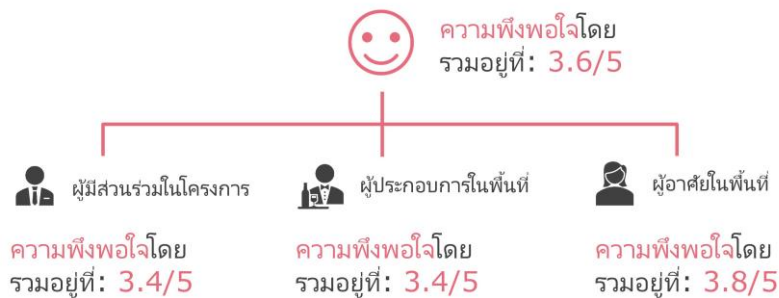 ความพึงพอใจโดย
รวมอยู่ที่: 3.6/5
ผู้มีส่วนร่วมในโครงการ
ผู้ประกอบการในพื้นที่
ผู้อาศัยในพื้นที่
ความพึงพอใจโดย
รวมอยู่ที่: 3.4/5
ความพึงพอใจโดย
รวมอยู่ที่: 3.4/5
ความพึงพอใจโดย
รวมอยู่ที่: 3.8/5